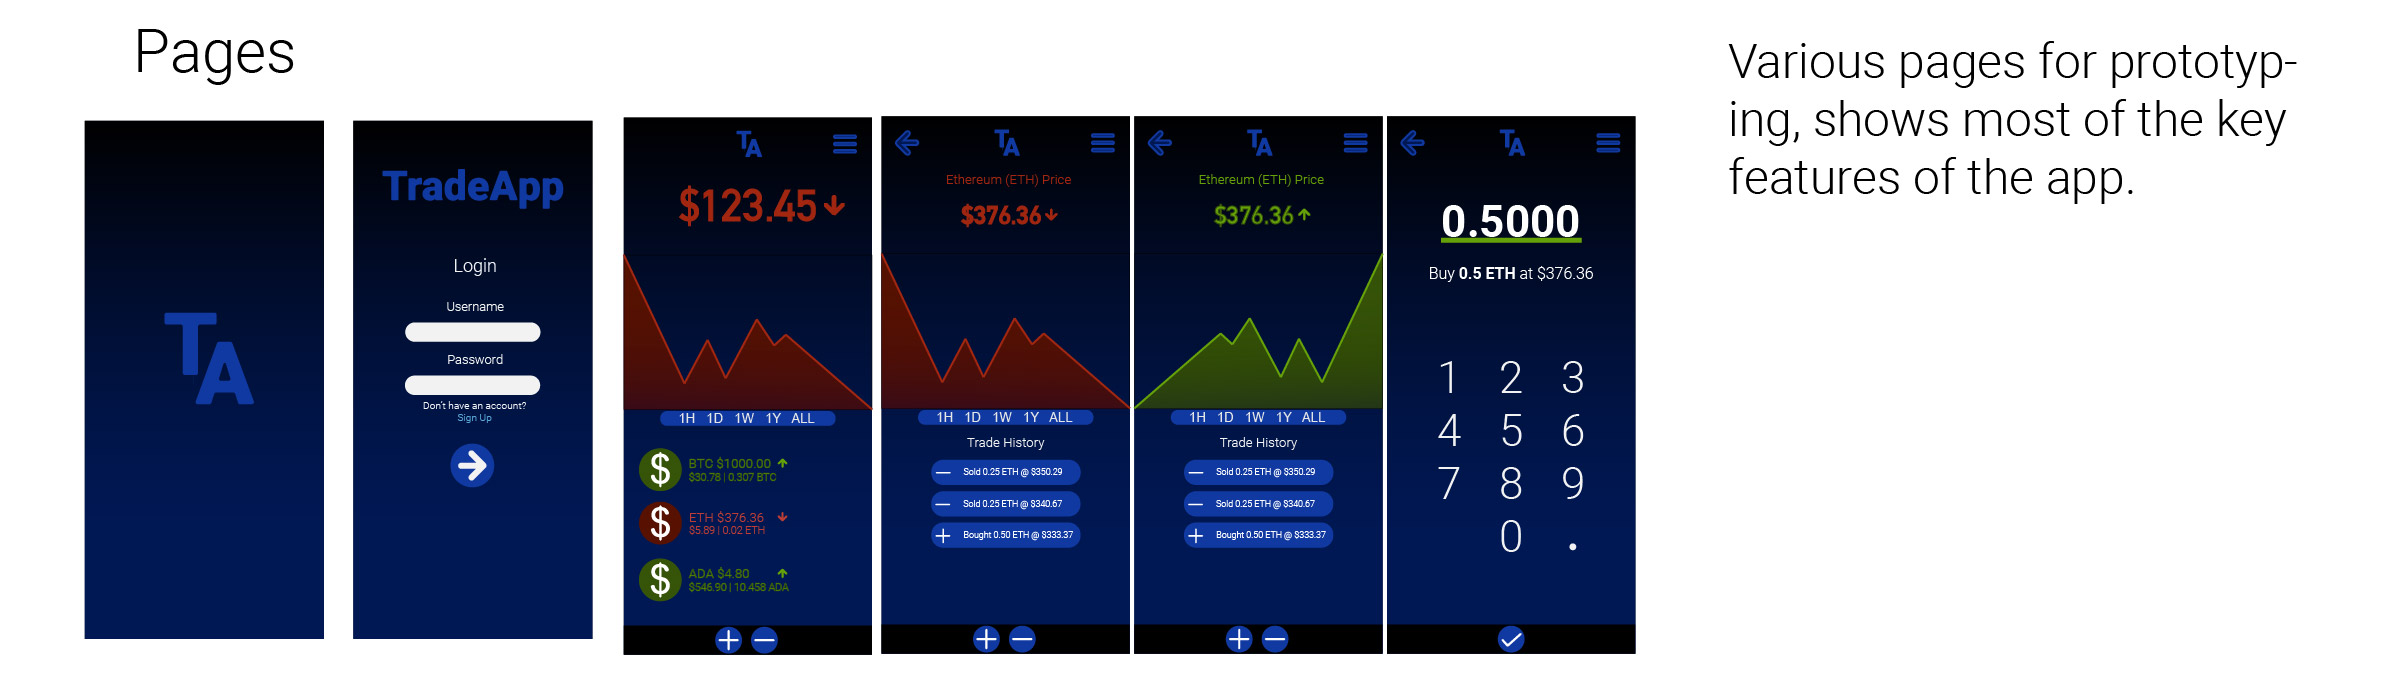 Pages
Various pages for prototyp-
ing, shows most of the key
features of the app.
TA
TradeApp
Login
Username
Password
Don't have an account?
Sign Up
TA
$123.45
1H 1D 1W 1Y ALL
$ BTC $1000.00
$30.78 | 0.307 BTC
$ ETH $376.36
$5.89 | 0.02 ETH
$ ADA $4.80
$546.90 | 10.458 ADA
TA
Ethereum (ETH) Price
$376.36
1H 1D 1W 1Y ALL
Trade History
Sold 0.25 ETH @ $350.29
Sold 0.25 ETH @ $340.67
Bought 0.50 ETH @ $333.37
TA
Ethereum (ETH) Price
$376.36
1H 1D 1W 1Y ALL
Trade History
Sold 0.25 ETH @ $350.29
Sold 0.25 ETH @ $340.67
Bought 0.50 ETH @ $333.37
TA
0.5000
Buy 0.5 ETH at $376.36
1 2 3
4 5 6
7 8 9
0 .